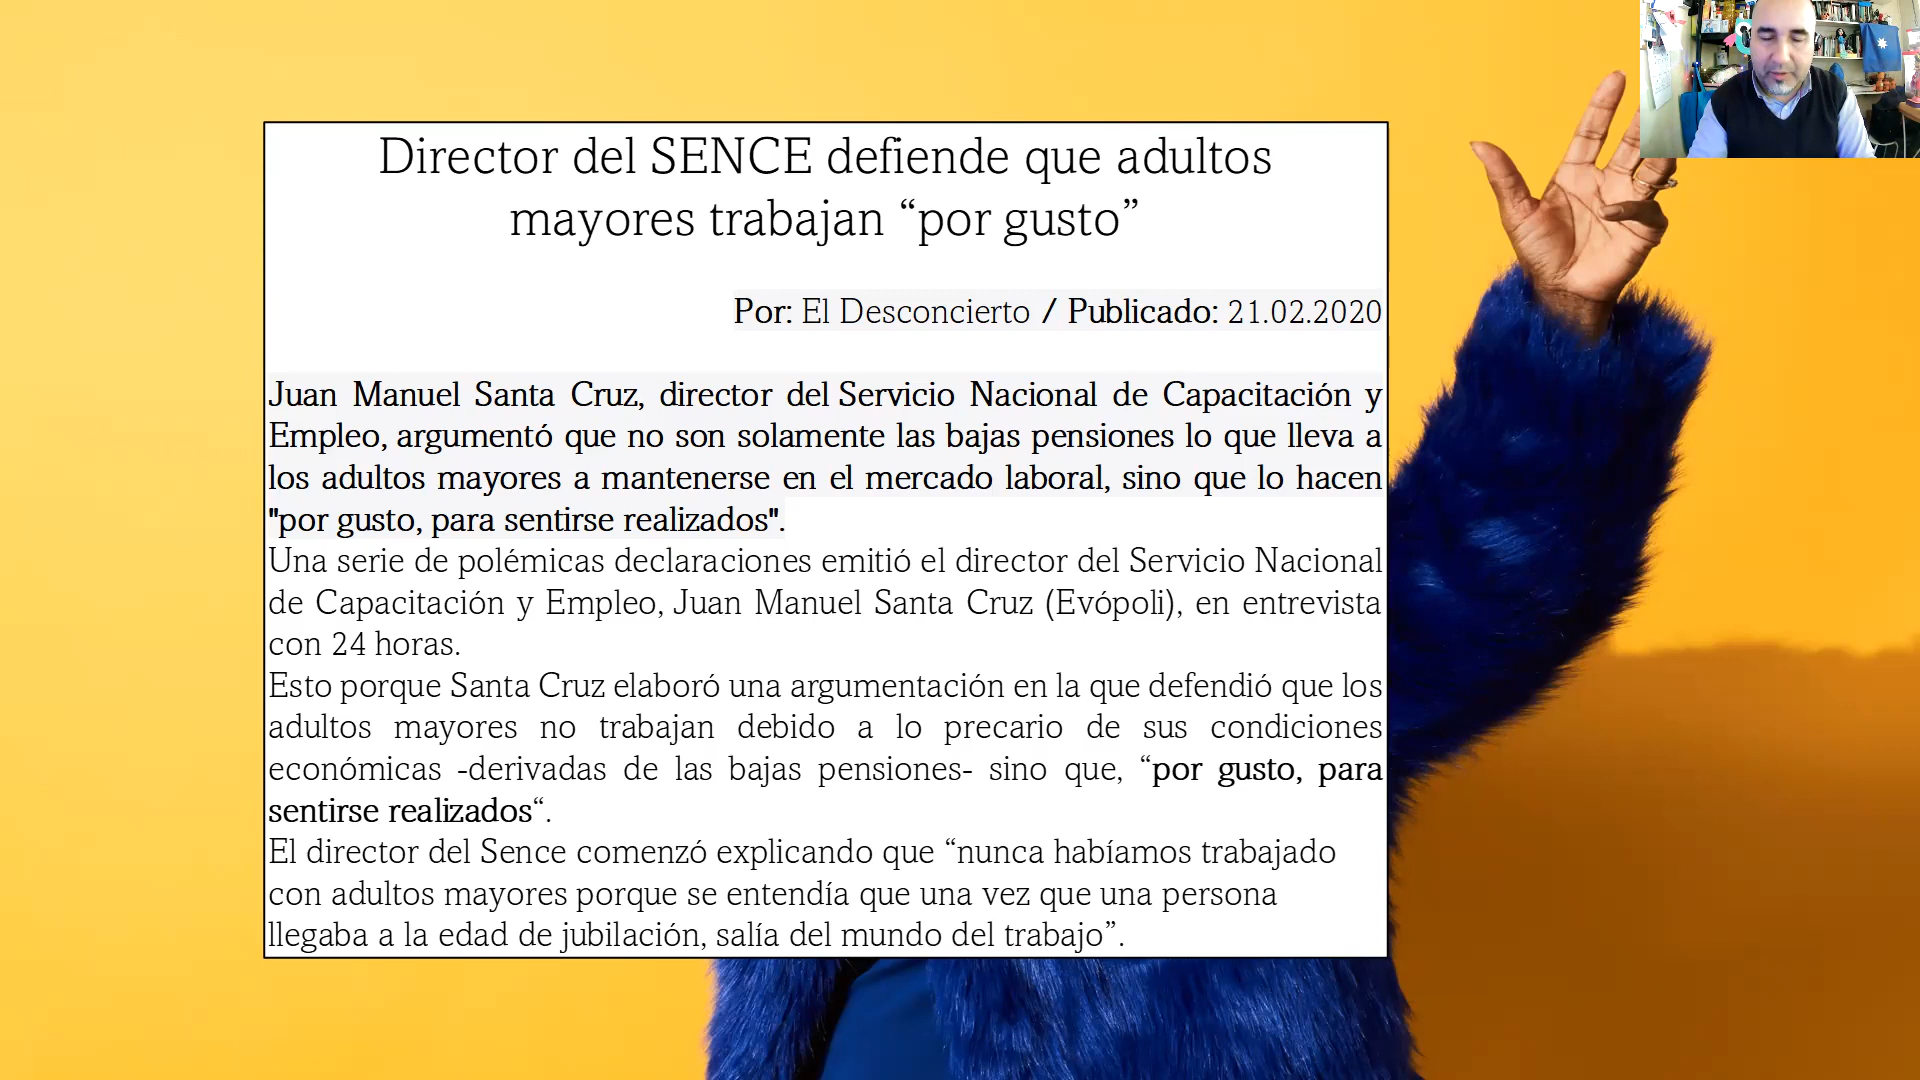 Director del SENCE defiende que adultos
mayores trabajan “por gusto”
Por: El Desconcierto / Publicado: 21.02.2020
Juan Manuel Santa Cruz, director del Servicio Nacional de Capacitación y
Empleo, argumentó que no son solamente las bajas pensiones lo que lleva a
los adultos mayores a mantenerse en el mercado laboral, sino que lo hacen
"por gusto, para sentirse realizados".
Una serie de polémicas declaraciones emitió el director del Servicio Nacional
de Capacitación y Empleo, Juan Manuel Santa Cruz (Evópoli), en entrevista
con 24 horas.
Esto porque Santa Cruz elaboró una argumentación en la que defendió que los
adultos mayores no trabajan debido a lo precario de sus condiciones
económicas -derivadas de las bajas pensiones- sino que, “por gusto, para
sentirse realizados“.
El director del Sence comenzó explicando que “nunca habíamos trabajado
con adultos mayores porque se entendía que una vez que una persona
llegaba a la edad de jubilación, salía del mundo del trabajo”.